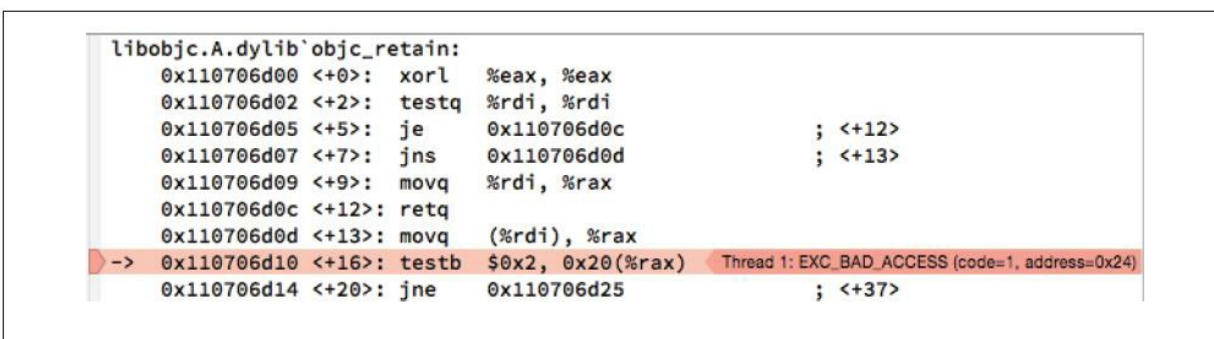 libobjc.A.dylib`objc_retain:
0x110706d00 <+0>: xorl %eax, %eax
0x110706d02 <+2>: testq %rdi, %rdi
0x110706d05 <+5>: je 0x110706d0c ; <+12>
0x110706d07 <+7>: jns 0x110706d0d ; <+13>
0x110706d09 <+9>: movq %rdi, %rax
0x110706d0c <+12>: retq
0x110706d0d <+13>: movq (%rdi), %rax
-> 0x110706d10 <+16>: testb $0x2, 0x20(%rax) Thread 1: EXC_BAD_ACCESS (code=1, address=0x24)
0x110706d14 <+20>: jne 0x110706d25 ; <+37>